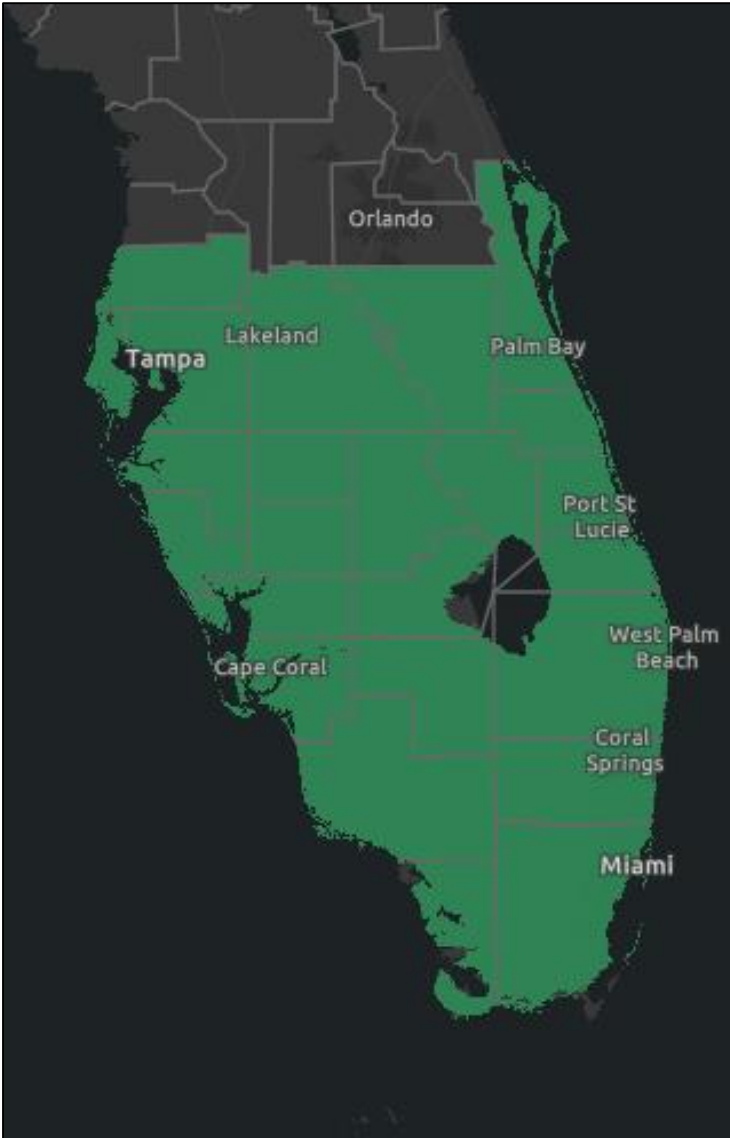 Orlando
Lakeland
Palm Bay
Tampa
Port St
Lucie
West Palm
Beach
Cape Coral
Coral
Springs
Miami